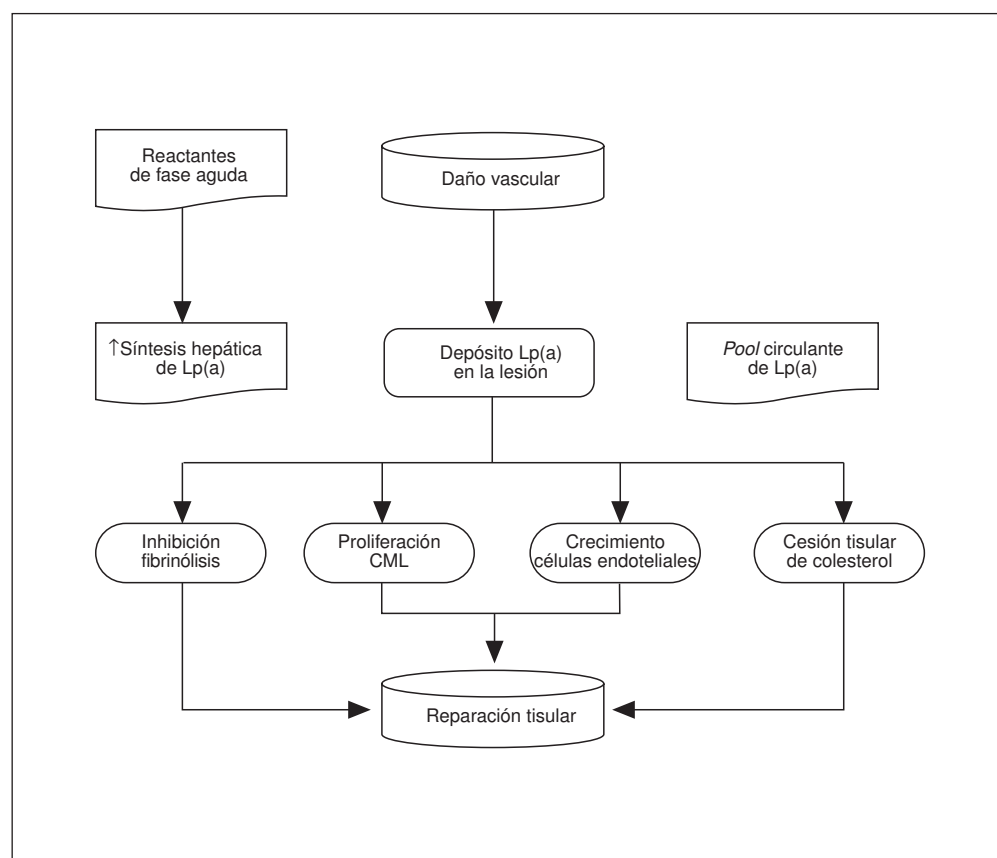 Reactantes
de fase aguda
Daño vascular
↑Síntesis hepática
de Lp(a)
Depósito Lp(a)
en la lesión
Pool circulante
de Lp(a)
Inhibición
fibrinólisis
Proliferación
CML
Crecimiento
células endoteliales
Cesión tisular
de colesterol
Reparación tisular